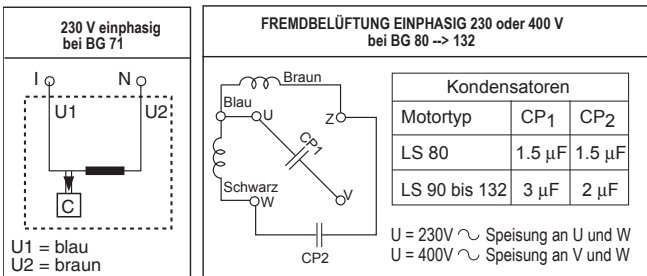 230 V einphasig
bei BG 71
I N
U1 U2
C
U1 = blau
U2 = braun
FREMDBELÜFTUNG EINPHASIG 230 oder 400 V
bei BG 80 --> 132
Braun
Blau
U
Z
CP1
Schwarz
W
V
CP2
Kondensatoren
Motortyp CP1 CP2
LS 80 1.5 µF 1.5 µF
LS 90 bis 132 3 µF 2 µF
U = 230V ~ Speisung an U und W
U = 400V ~ Speisung an V und W